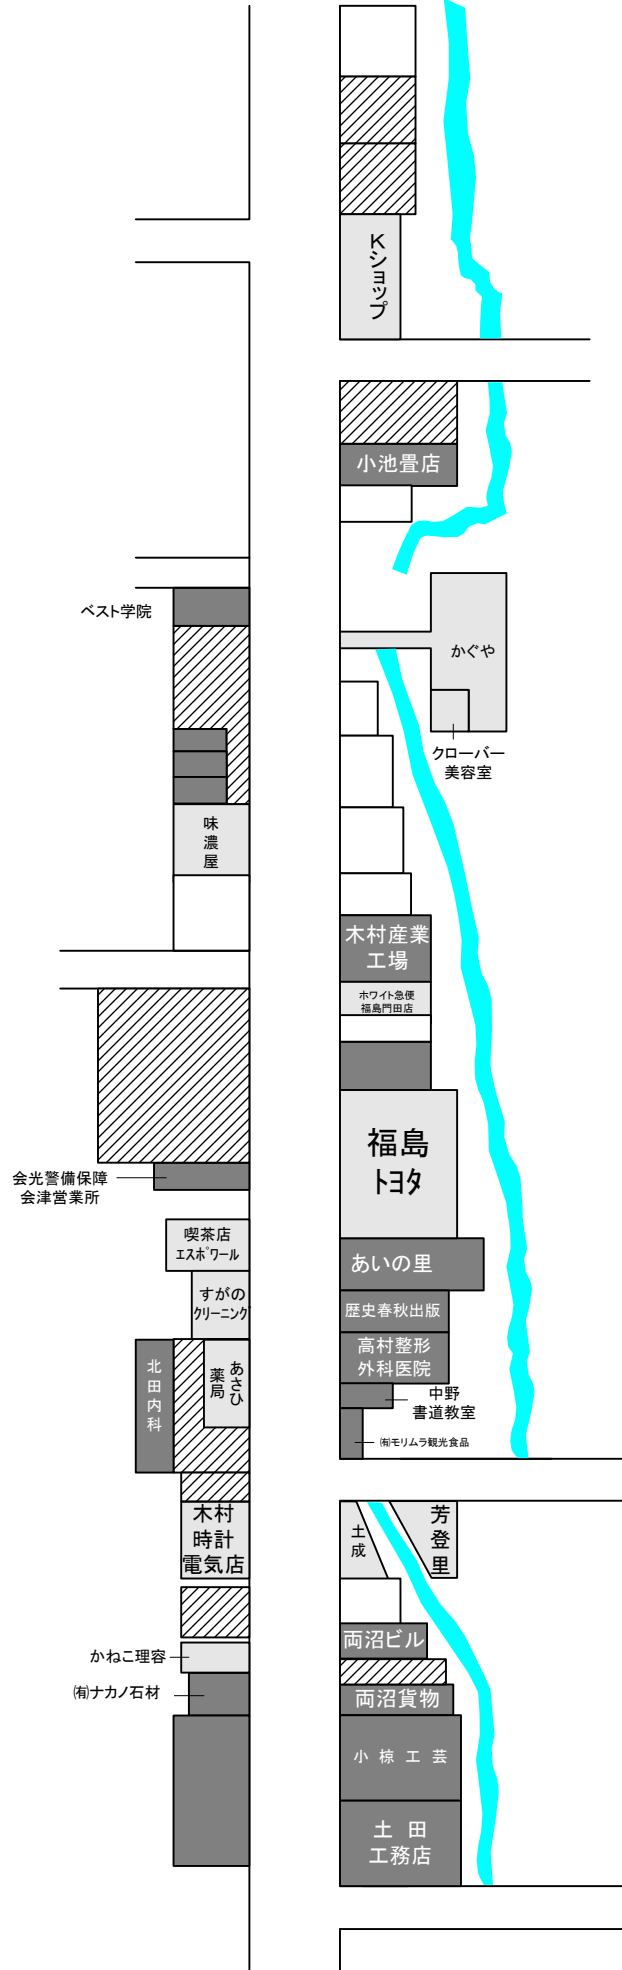 Kショップ
小池畳店
ベスト学院
かぐや
クローバー
美容室
味濃屋
木村産業
工場
ホワイト急便
福島門田店
福島
トヨタ
会光警備保障
会津営業所
喫茶店
エスポワール
あいの里
すがの
クリーニング
歴史春秋出版
高村整形
外科医院
北田内科
あさひ
薬局
中野
書道教室
㈲モリムラ観光食品
木村
時計
電気店
土成
芳登里
両沼ビル
かねこ理容
㈲ナカノ石材
両沼貨物
小椋工芸
土田
工務店